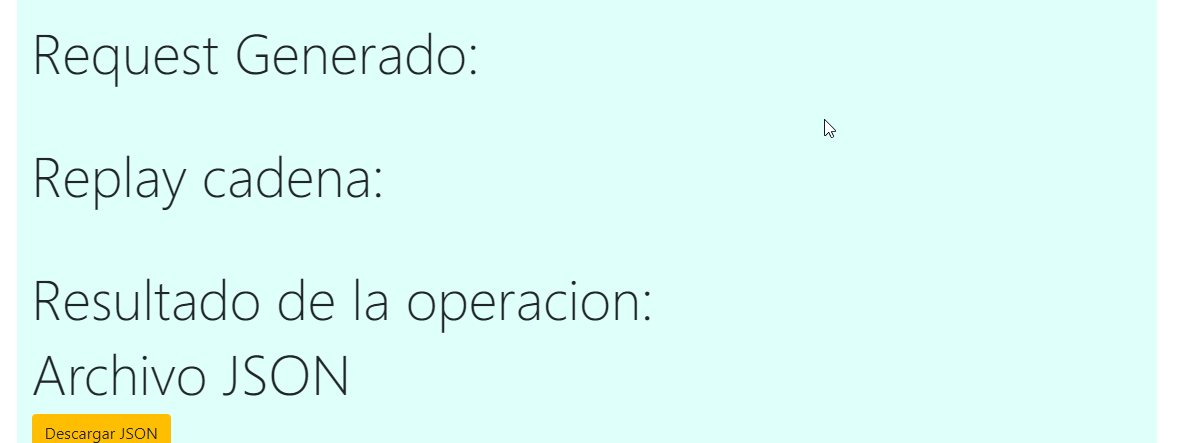 Request Generado:
Replay cadena:
Resultado de la operacion:
Archivo JSON
Descargar JSON